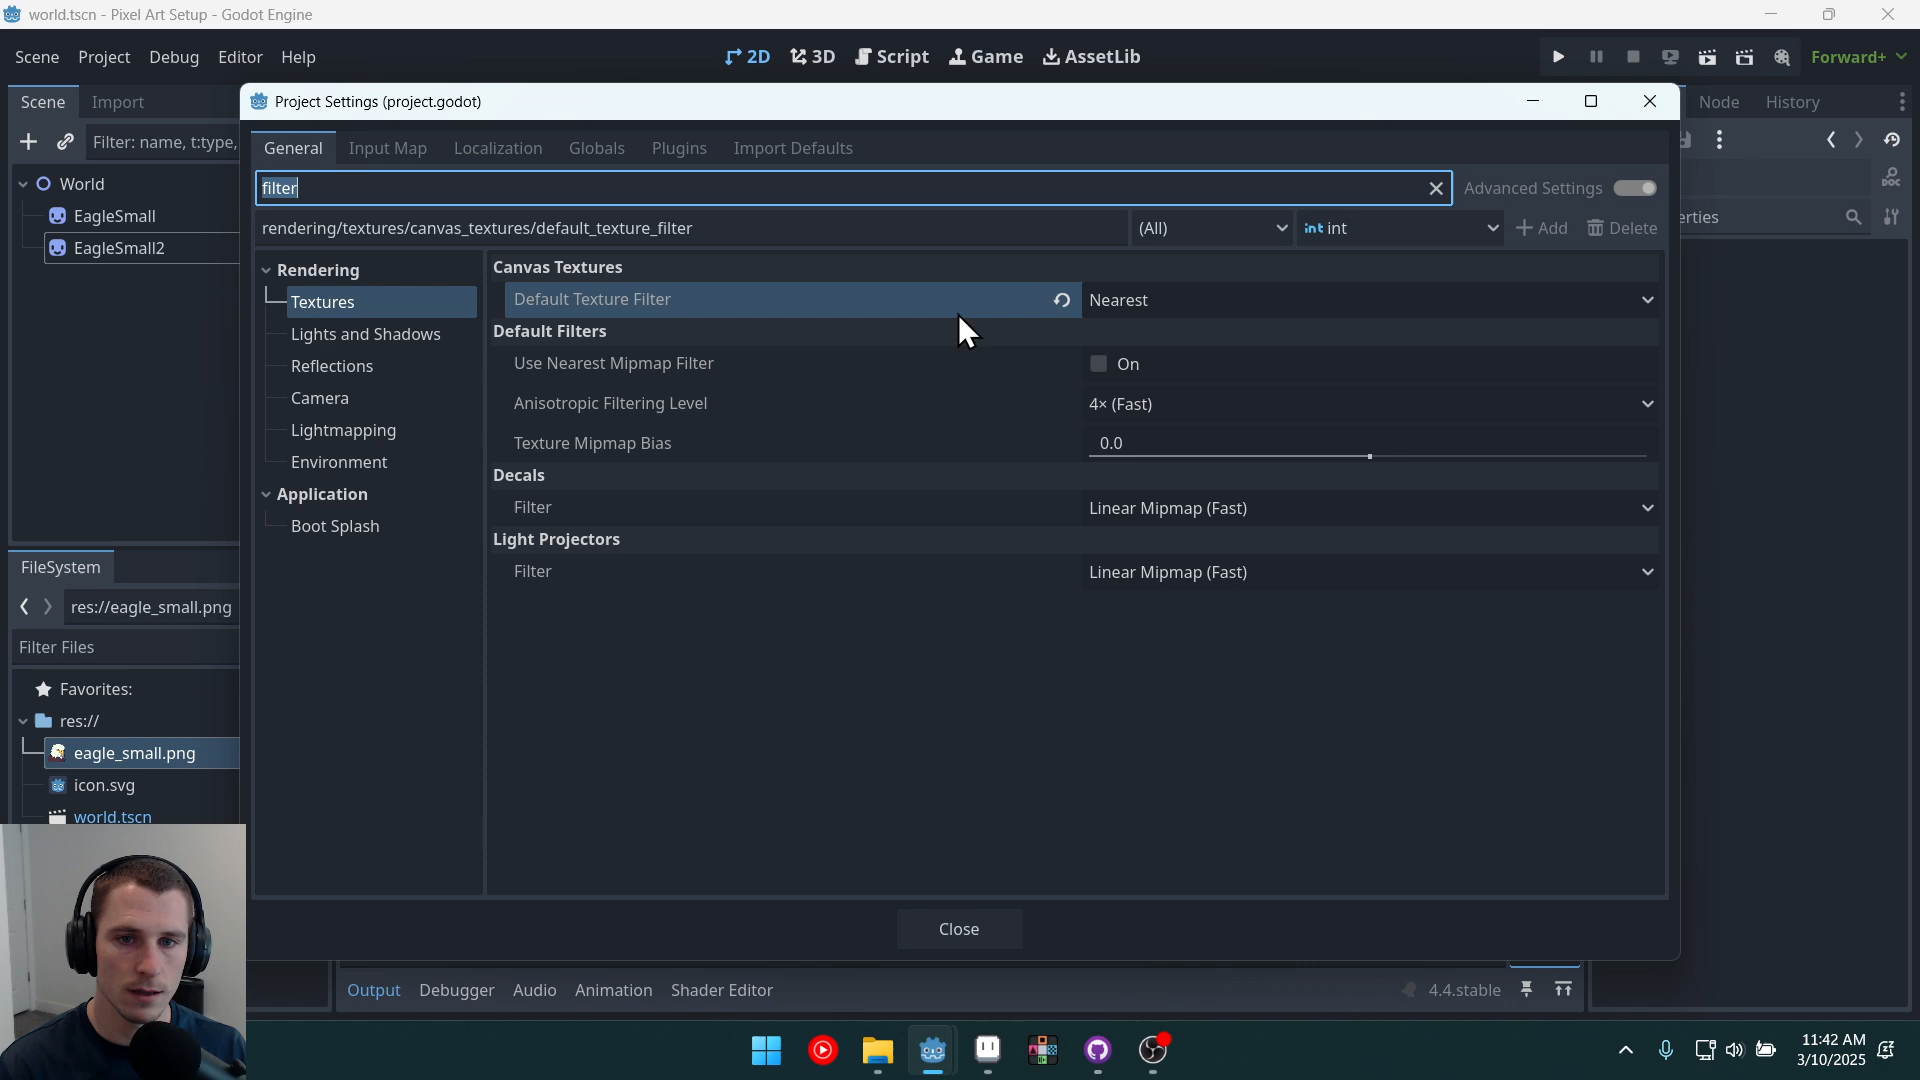 world.tscn - Pixel Art Setup - Godot Engine
Scene Project Debug Editor Help
2D 3D Script Game AssetLib
Forward+
Scene Import
Project Settings (project.godot)
Node History
Filter: name, t:type,
General Input Map Localization Globals Plugins Import Defaults
World
filter
Advanced Settings
DOC
EagleSmall
rendering/textures/canvas_textures/default_texture_filter
(All)
int int
Add
Delete
erties
EagleSmall2
Rendering
Textures
Lights and Shadows
Reflections
Camera
Lightmapping
Environment
Application
Boot Splash
Canvas Textures
Default Texture Filter
Nearest
Default Filters
Use Nearest Mipmap Filter
On
Anisotropic Filtering Level
4× (Fast)
Texture Mipmap Bias
0.0
Decals
Filter
Linear Mipmap (Fast)
Light Projectors
Filter
Linear Mipmap (Fast)
FileSystem
res://eagle_small.png
Filter Files
Favorites:
res://
eagle_small.png
icon.svg
world.tscn
Close
Output Debugger Audio Animation Shader Editor
4.4.stable
11:42 AM
3/10/2025